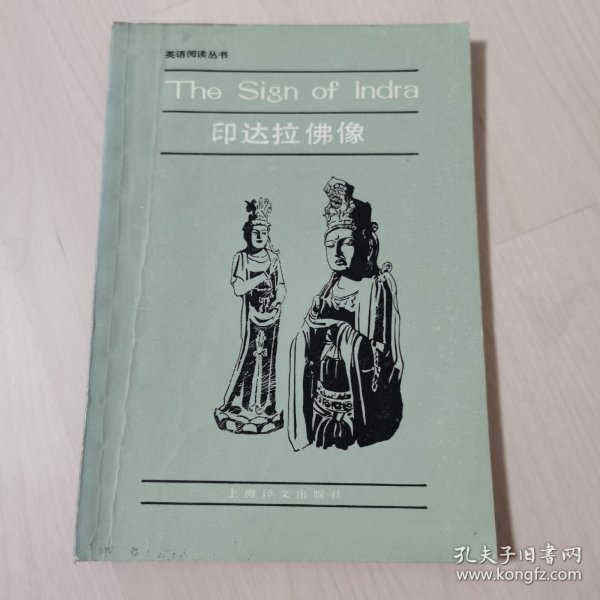 英语阅读丛书
The Sign of Indra
印达拉佛像
上海译文出版社
孔夫子旧书网
www.kongfz.com